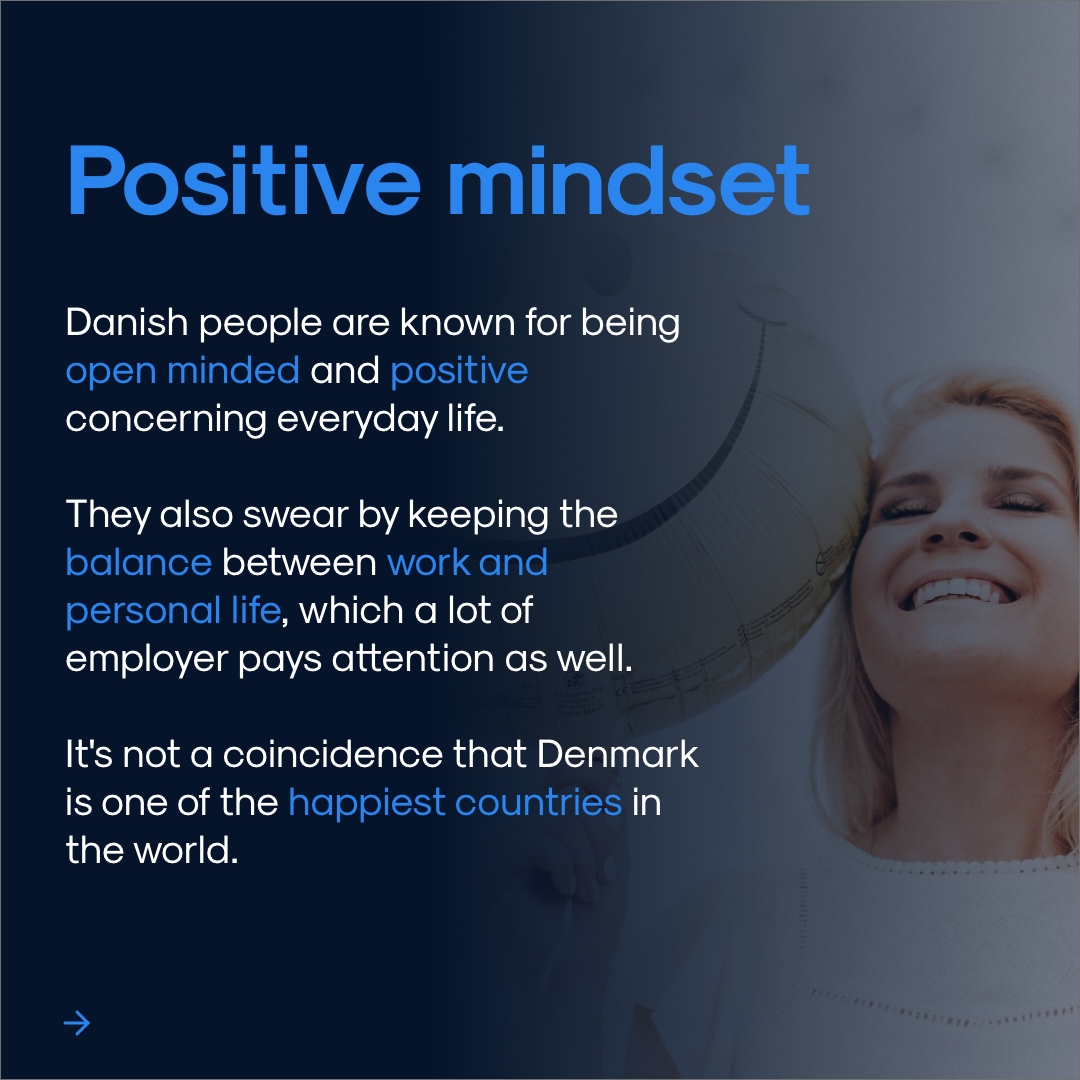 Positive mindset
Danish people are known for being
open minded and positive
concerning everyday life.
They also swear by keeping the
balance between work and
personal life, which a lot of
employer pays attention as well.
It's not a coincidence that Denmark
is one of the happiest countries in
the world.